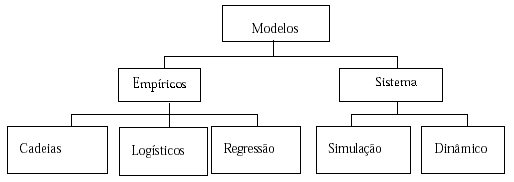 Modelos
Empíricos
Sistema
Cadeias
Logísticos
Regressão
Simulação
Dinâmico